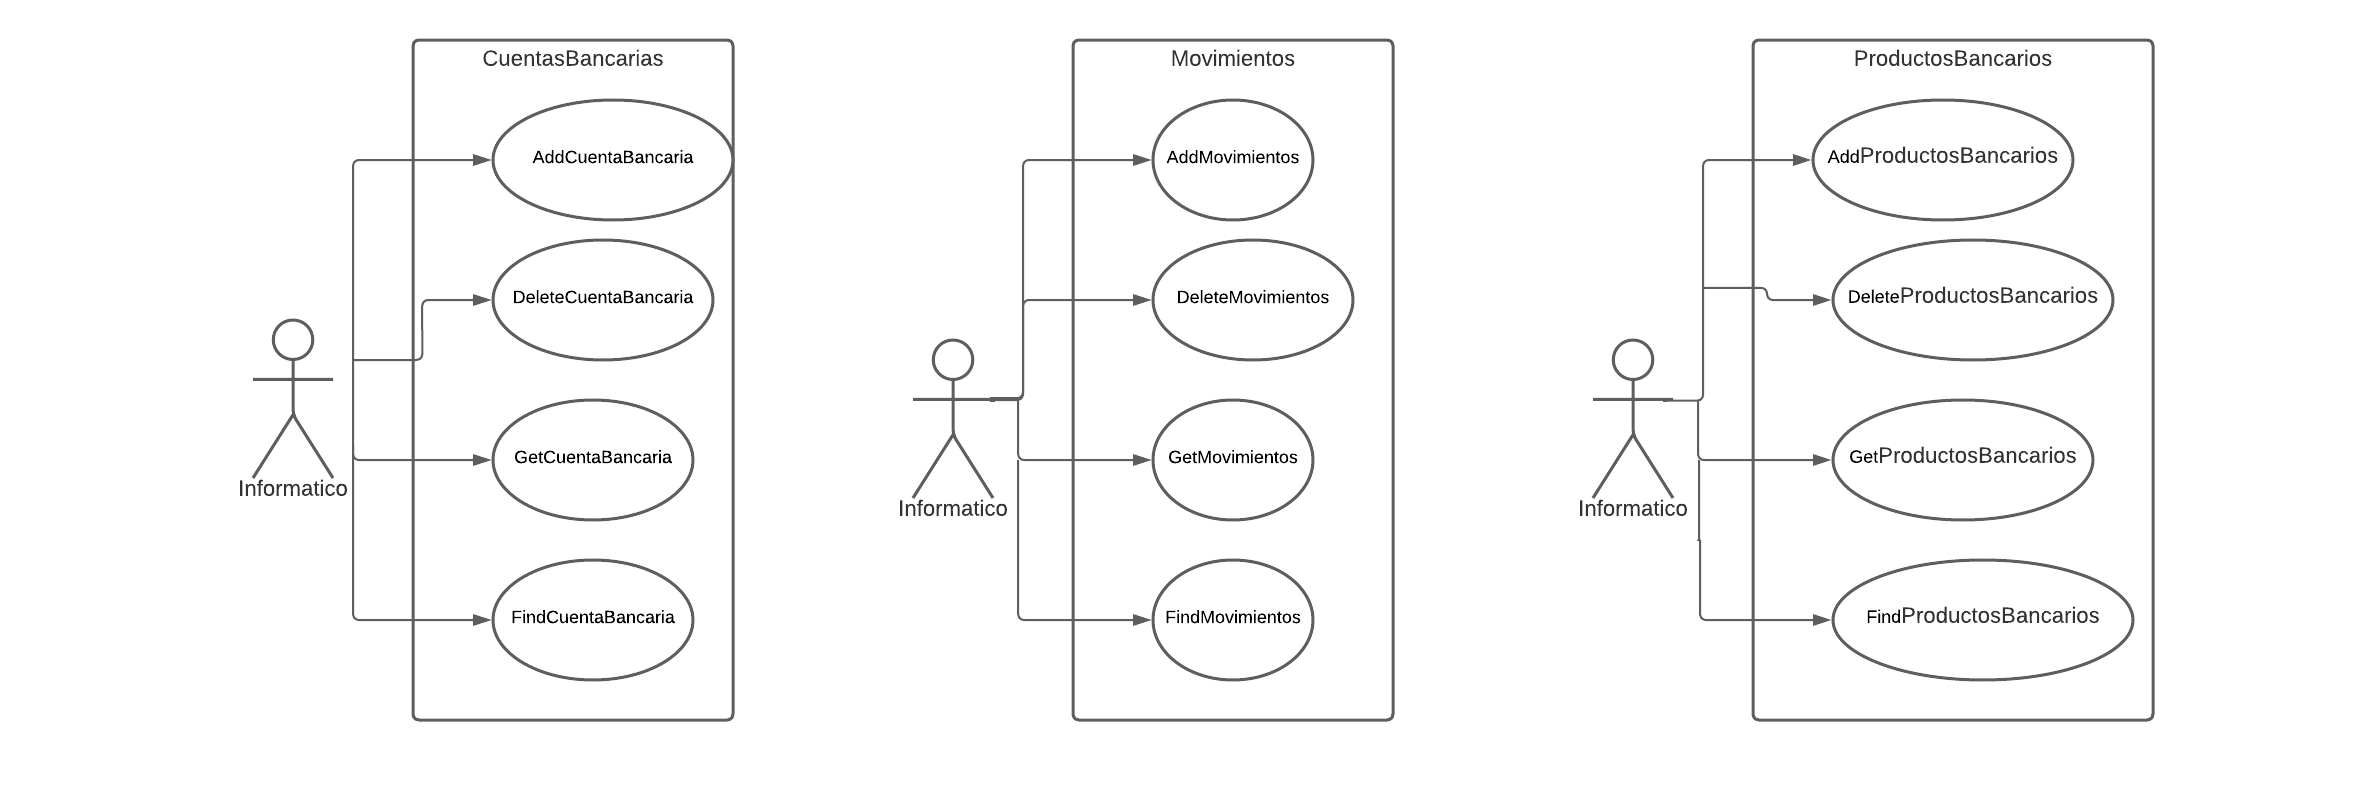 CuentasBancarias
AddCuentaBancaria
DeleteCuentaBancaria
GetCuentaBancaria
FindCuentaBancaria
Informatico
Movimientos
AddMovimientos
DeleteMovimientos
GetMovimientos
FindMovimientos
Informatico
ProductosBancarios
AddProductosBancarios
DeleteProductosBancarios
GetProductosBancarios
FindProductosBancarios
Informatico